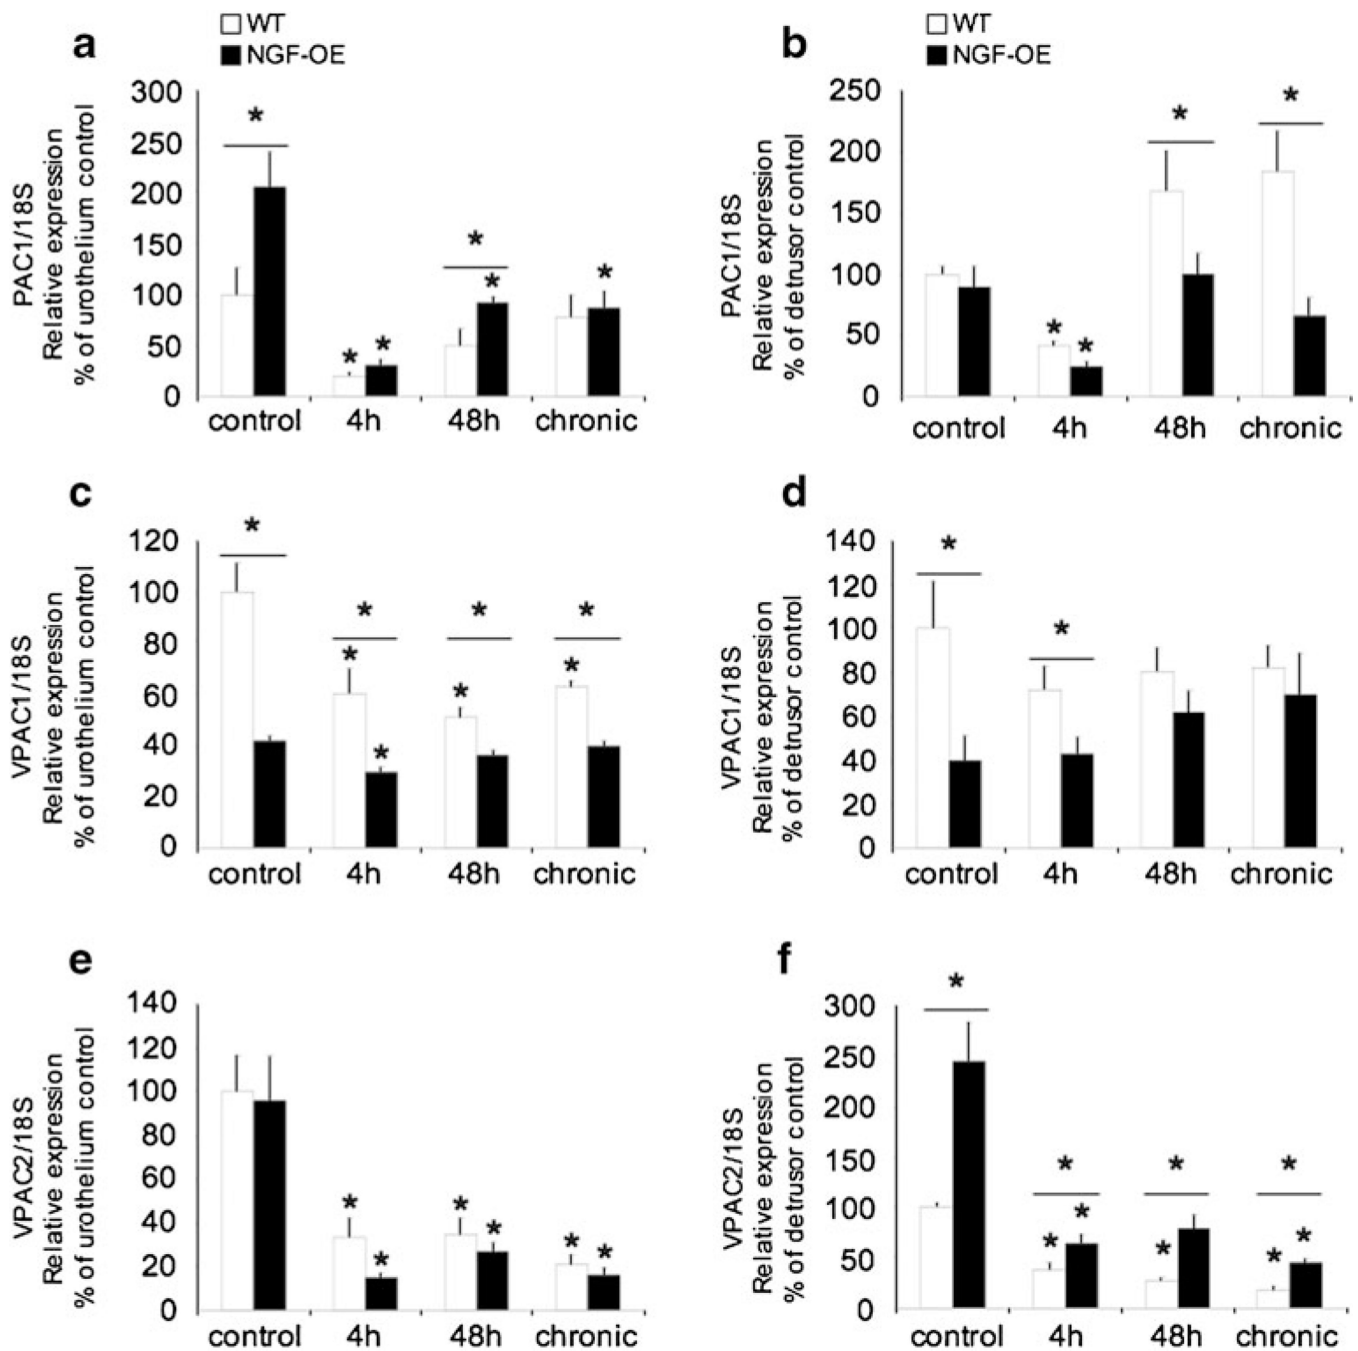 a
WT
NGF-OE
PAC1/18S
Relative expression
% of urothelium control
300
250
200
150
100
50
0
*
* *
*
*
*
control 4h 48h chronic
b
WT
NGF-OE
PAC1/18S
Relative expression
% of detrusor control
250
200
150
100
50
0
* *
*
*
control 4h 48h chronic
c
VPAC1/18S
Relative expression
% of urothelium control
120
100
80
60
40
20
0
*
* * *
* * *
*
control 4h 48h chronic
d
VPAC1/18S
Relative expression
% of detrusor control
140
120
100
80
60
40
20
0
*
*
control 4h 48h chronic
e
VPAC2/18S
Relative expression
% of urothelium control
140
120
100
80
60
40
20
0
* * *
* * *
control 4h 48h chronic
f
VPAC2/18S
Relative expression
% of detrusor control
300
250
200
150
100
50
0
*
* * *
* * * * *
control 4h 48h chronic